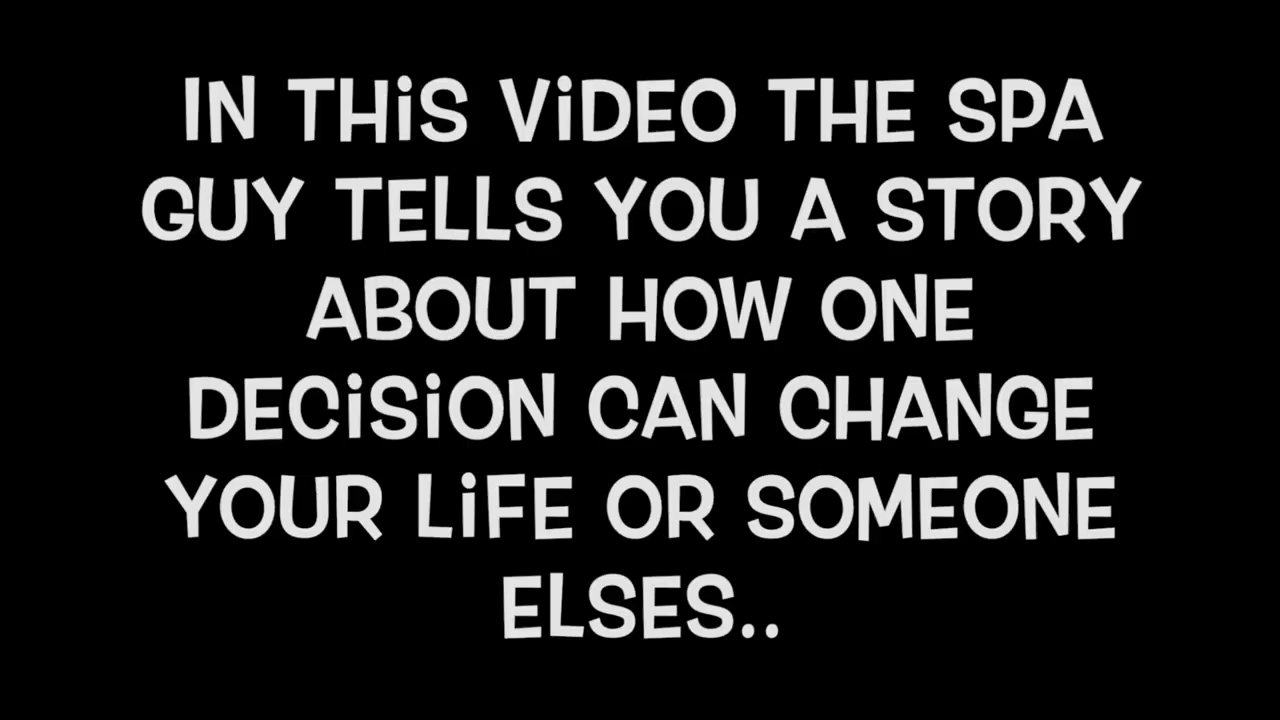 IN THiS ViDEO THE SPA
GUY TELLS YOU A STORY
ABOUT HOW ONE
DECiSiON CAN CHANGE
YOUR LiFE OR SOMEONE
ELSES..